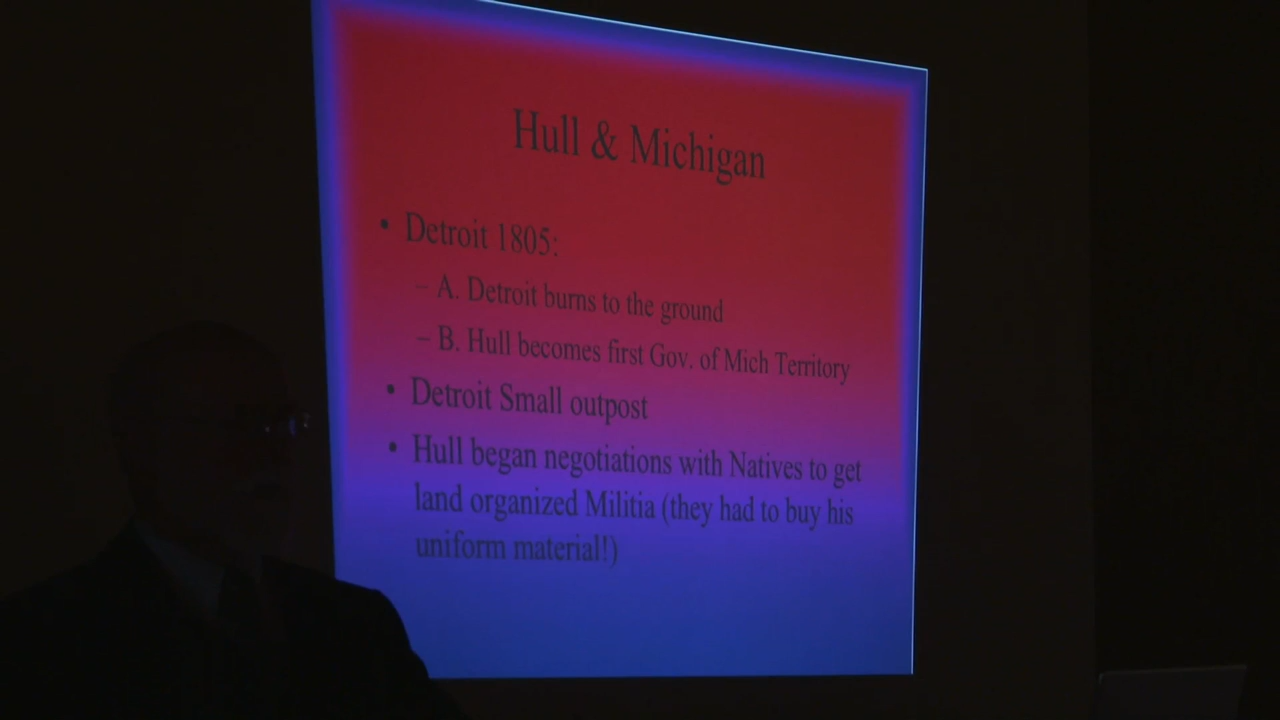 Hull & Michigan
• Detroit 1805:
– A. Detroit burns to the ground
– B. Hull becomes first Gov. of Mich Territory
• Detroit Small outpost
• Hull began negotiations with Natives to get
land organized Militia (they had to buy his
uniform material!)